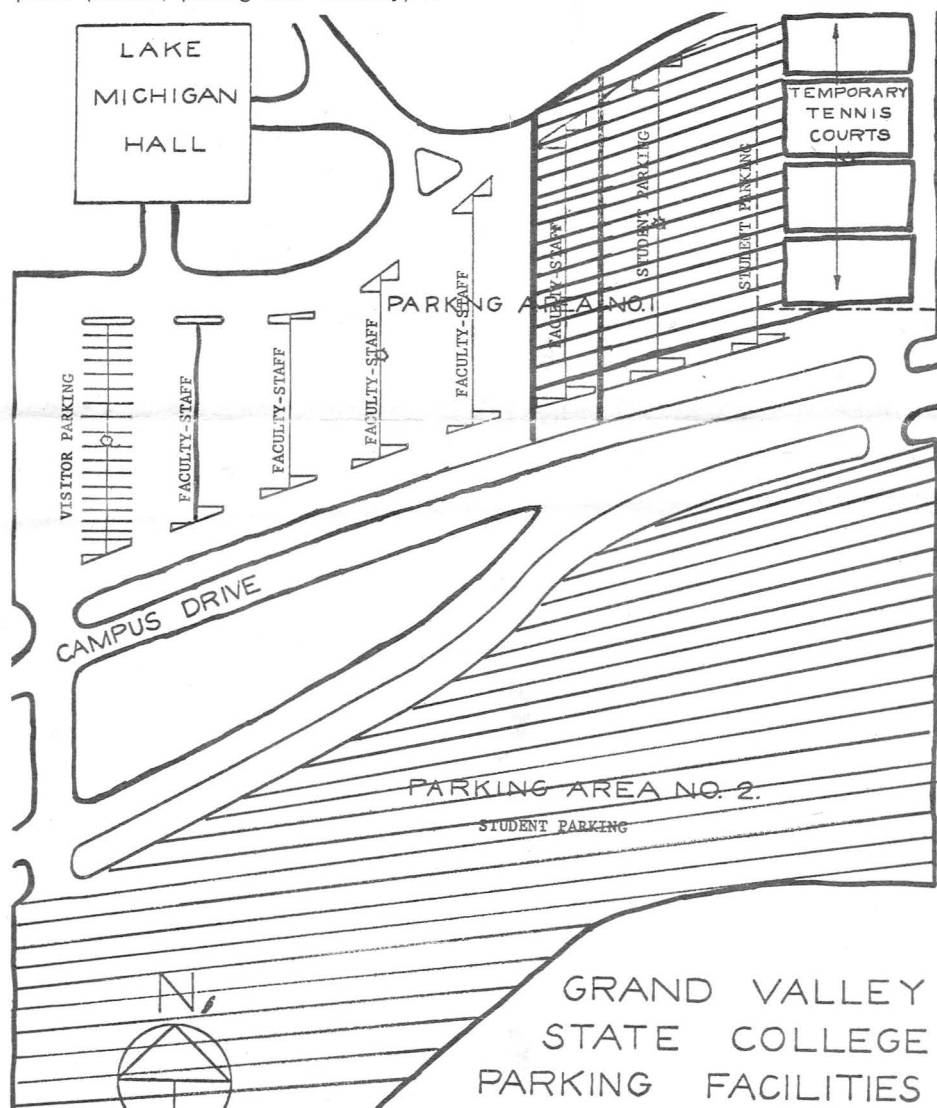 LAKE
MICHIGAN
HALL
TEMPORARY
TENNIS
COURTS
VISITOR PARKING
FACULTY-STAFF
FACULTY-STAFF
FACULTY-STAFF
FACULTY-STAFF
FACULTY-STAFF
STUDENT PARKING
STUDENT PARKING
PARKING AREA NO.1
CAMPUS DRIVE
PARKING AREA NO. 2.
STUDENT PARKING
N
GRAND VALLEY
STATE COLLEGE
PARKING FACILITIES